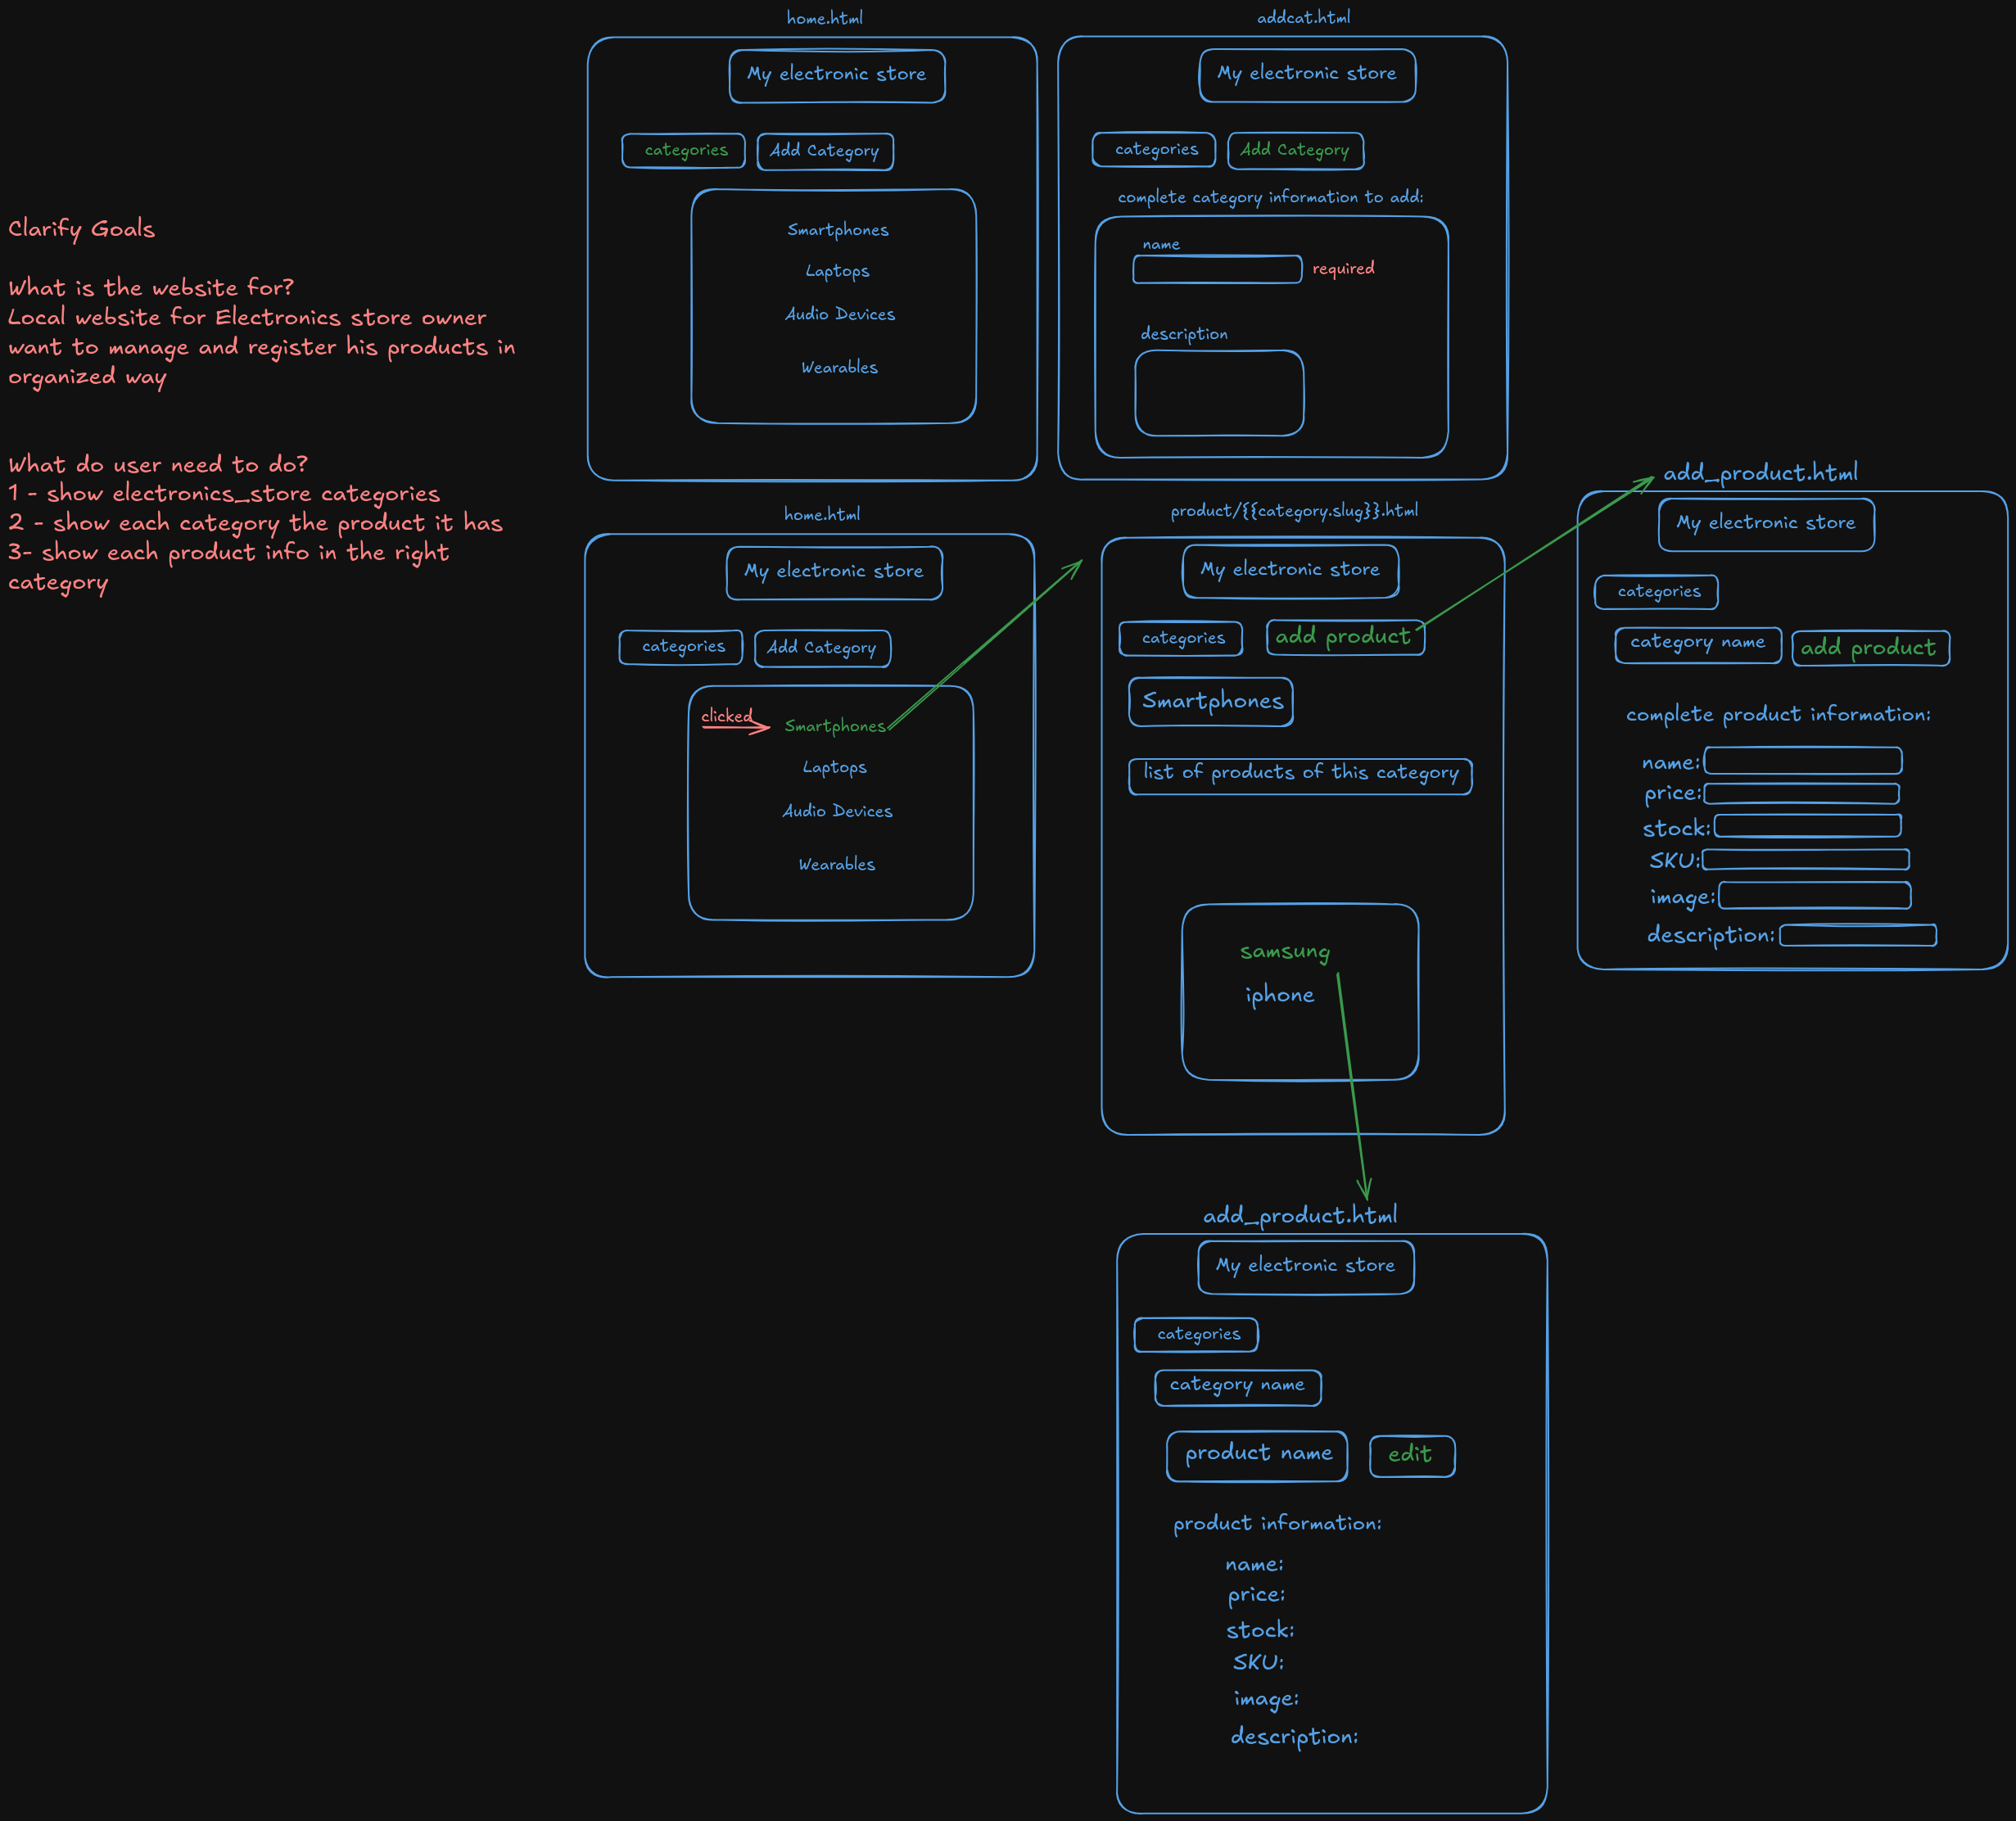 Clarify Goals
What is the website for?
Local website for Electronics store owner
want to manage and register his products in
organized way
What do user need to do?
1 - show electronics_store categories
2 - show each category the product it has
3- show each product info in the right
category
home.html
My electronic store
categories
Add Category
Smartphones
Laptops
Audio Devices
Wearables
addcat.html
My electronic store
categories
Add Category
complete category information to add:
name
required
description
home.html
My electronic store
categories
Add Category
clicked
Smartphones
Laptops
Audio Devices
Wearables
product/{{category.slug}}.html
My electronic store
categories
add product
Smartphones
list of products of this category
samsung
iphone
add_product.html
My electronic store
categories
category name
add product
complete product information:
name:
price:
stock:
SKU:
image:
description:
add_product.html
My electronic store
categories
category name
product name
edit
product information:
name:
price:
stock:
SKU:
image:
description: